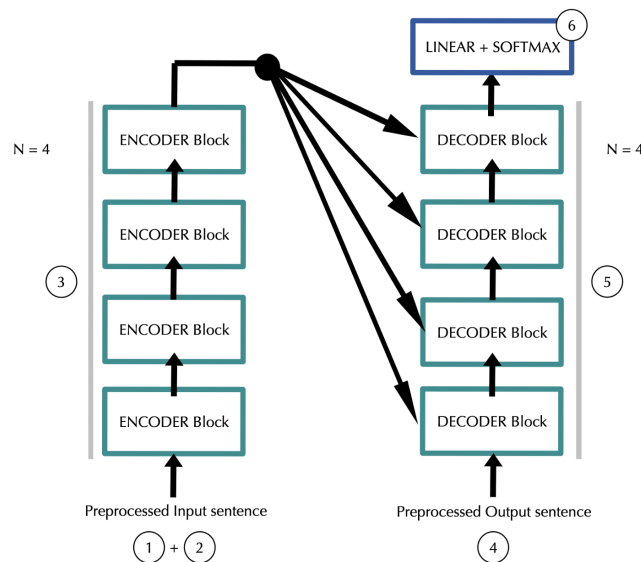 6
LINEAR + SOFTMAX
N = 4
ENCODER Block
DECODER Block
N = 4
ENCODER Block
DECODER Block
3
5
ENCODER Block
DECODER Block
ENCODER Block
DECODER Block
Preprocessed Input sentence
Preprocessed Output sentence
1 + 2
4